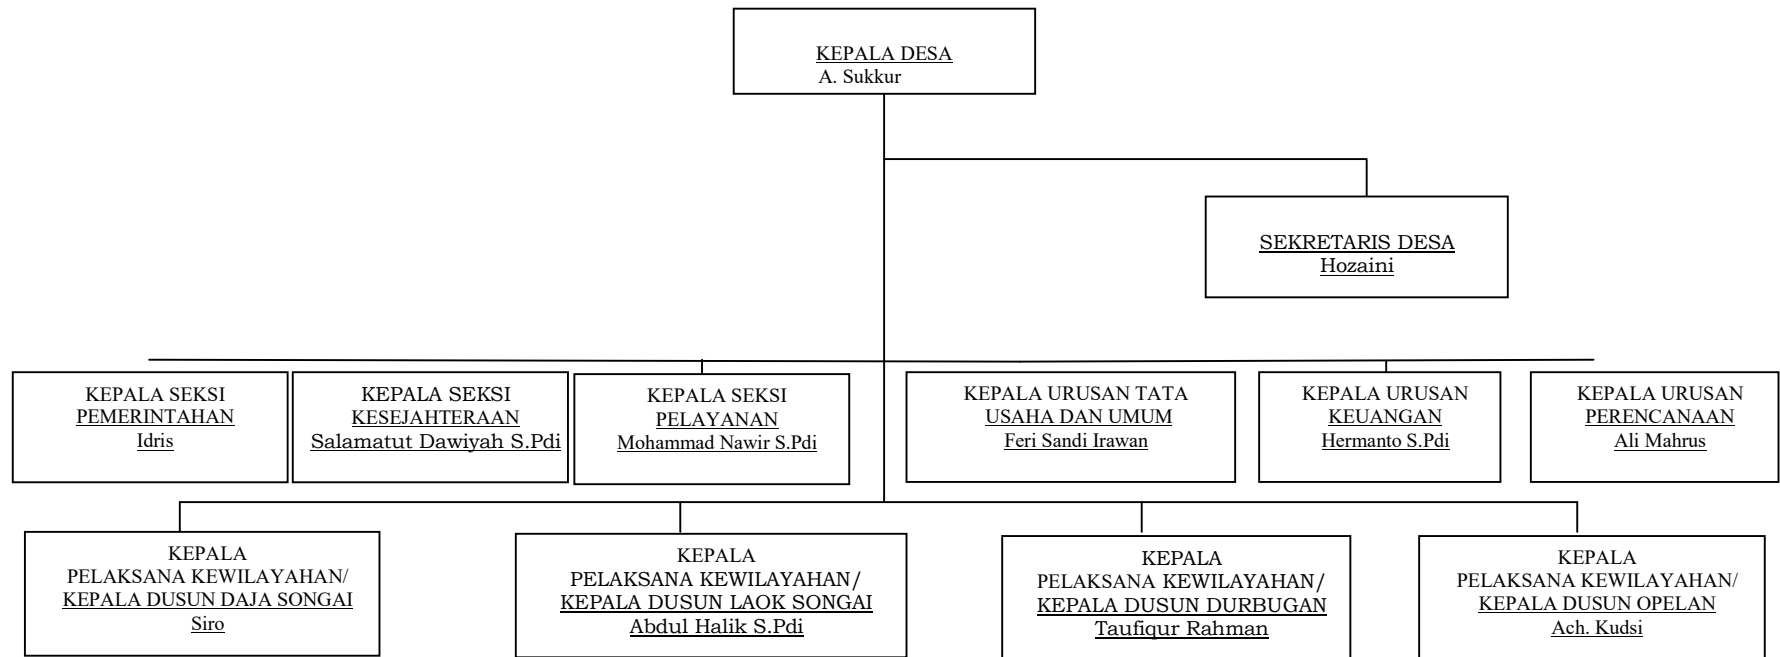 KEPALA DESA
A. Sukkur
SEKRETARIS DESA
Hozaini
KEPALA SEKSI
PEMERINTAHAN
Idris
KEPALA SEKSI
KESEJAHTERAAN
Salamatut Dawiyah S.Pdi
KEPALA SEKSI
PELAYANAN
Mohammad Nawir S.Pdi
KEPALA URUSAN TATA
USAHA DAN UMUM
Feri Sandi Irawan
KEPALA URUSAN
KEUANGAN
Hermanto S.Pdi
KEPALA URUSAN
PERENCANAAN
Ali Mahrus
KEPALA
PELAKSANA KEWILAYAHAN/
KEPALA DUSUN DAJA SONGAI
Siro
KEPALA
PELAKSANA KEWILAYAHAN/
KEPALA DUSUN LAOK SONGAI
Abdul Halik S.Pdi
KEPALA
PELAKSANA KEWILAYAHAN/
KEPALA DUSUN DURBUGAN
Taufiqur Rahman
KEPALA
PELAKSANA KEWILAYAHAN/
KEPALA DUSUN OPELAN
Ach. Kudsi